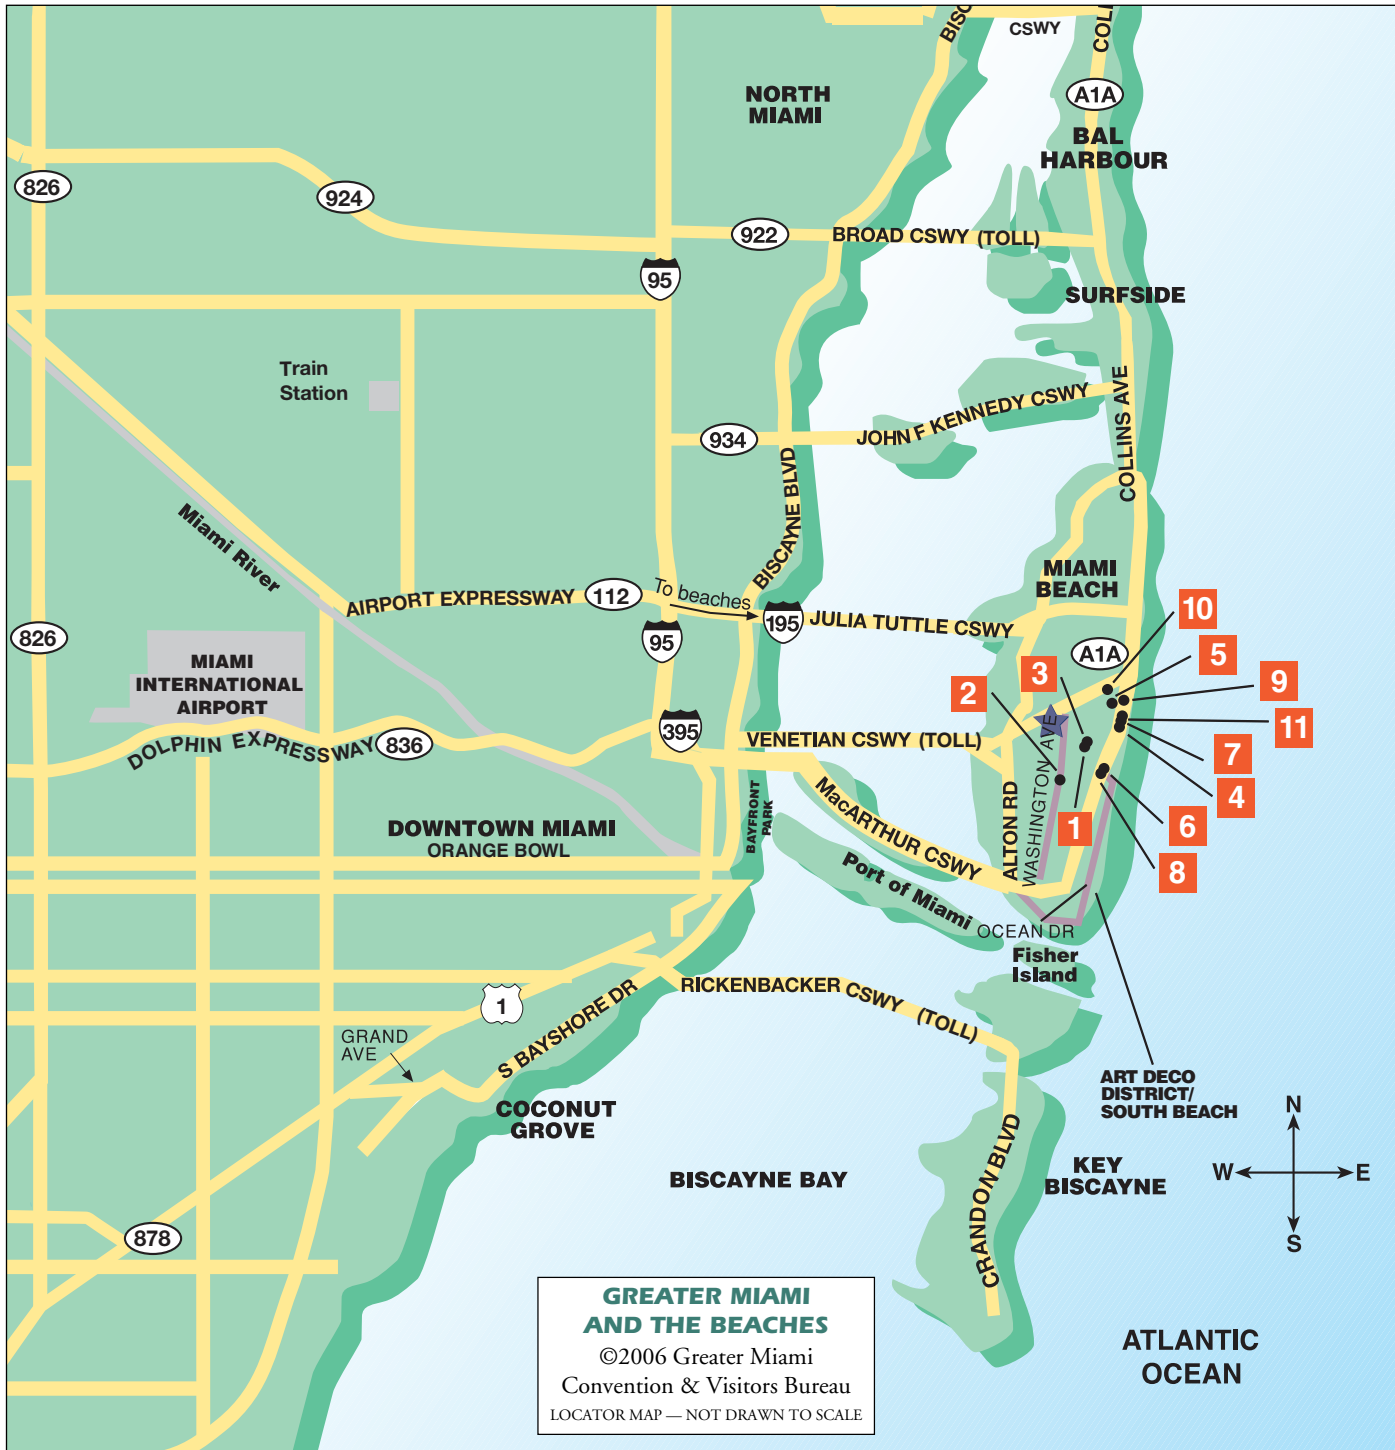 BISC
CSWY
COLL
NORTH
MIAMI
A1A
BAL
HARBOUR
826
924
922
BROAD CSWY (TOLL)
95
SURFSIDE
Train
Station
934
JOHN F KENNEDY CSWY
COLLINS AVE
BISCAYNE BLVD
Miami River
MIAMI
BEACH
AIRPORT EXPRESSWAY
112
To beaches
195
JULIA TUTTLE CSWY
10
826
95
A1A
5
MIAMI
INTERNATIONAL
AIRPORT
3
2
9
11
395
VENETIAN CSWY (TOLL)
DOLPHIN EXPRESSWAY
836
7
4
WASHINGTON AVE
ALTON RD
MacARTHUR CSWY
BAYFRONT
PARK
1
6
DOWNTOWN MIAMI
ORANGE BOWL
8
Port of Miami
OCEAN DR
Fisher
Island
RICKENBACKER CSWY (TOLL)
1
S BAYSHORE DR
GRAND
AVE
COCONUT
GROVE
ART DECO
DISTRICT/
SOUTH BEACH
N
W
E
S
CRANDON BLVD
KEY
BISCAYNE
BISCAYNE BAY
878
GREATER MIAMI
AND THE BEACHES
©2006 Greater Miami
Convention & Visitors Bureau
LOCATOR MAP — NOT DRAWN TO SCALE
ATLANTIC
OCEAN